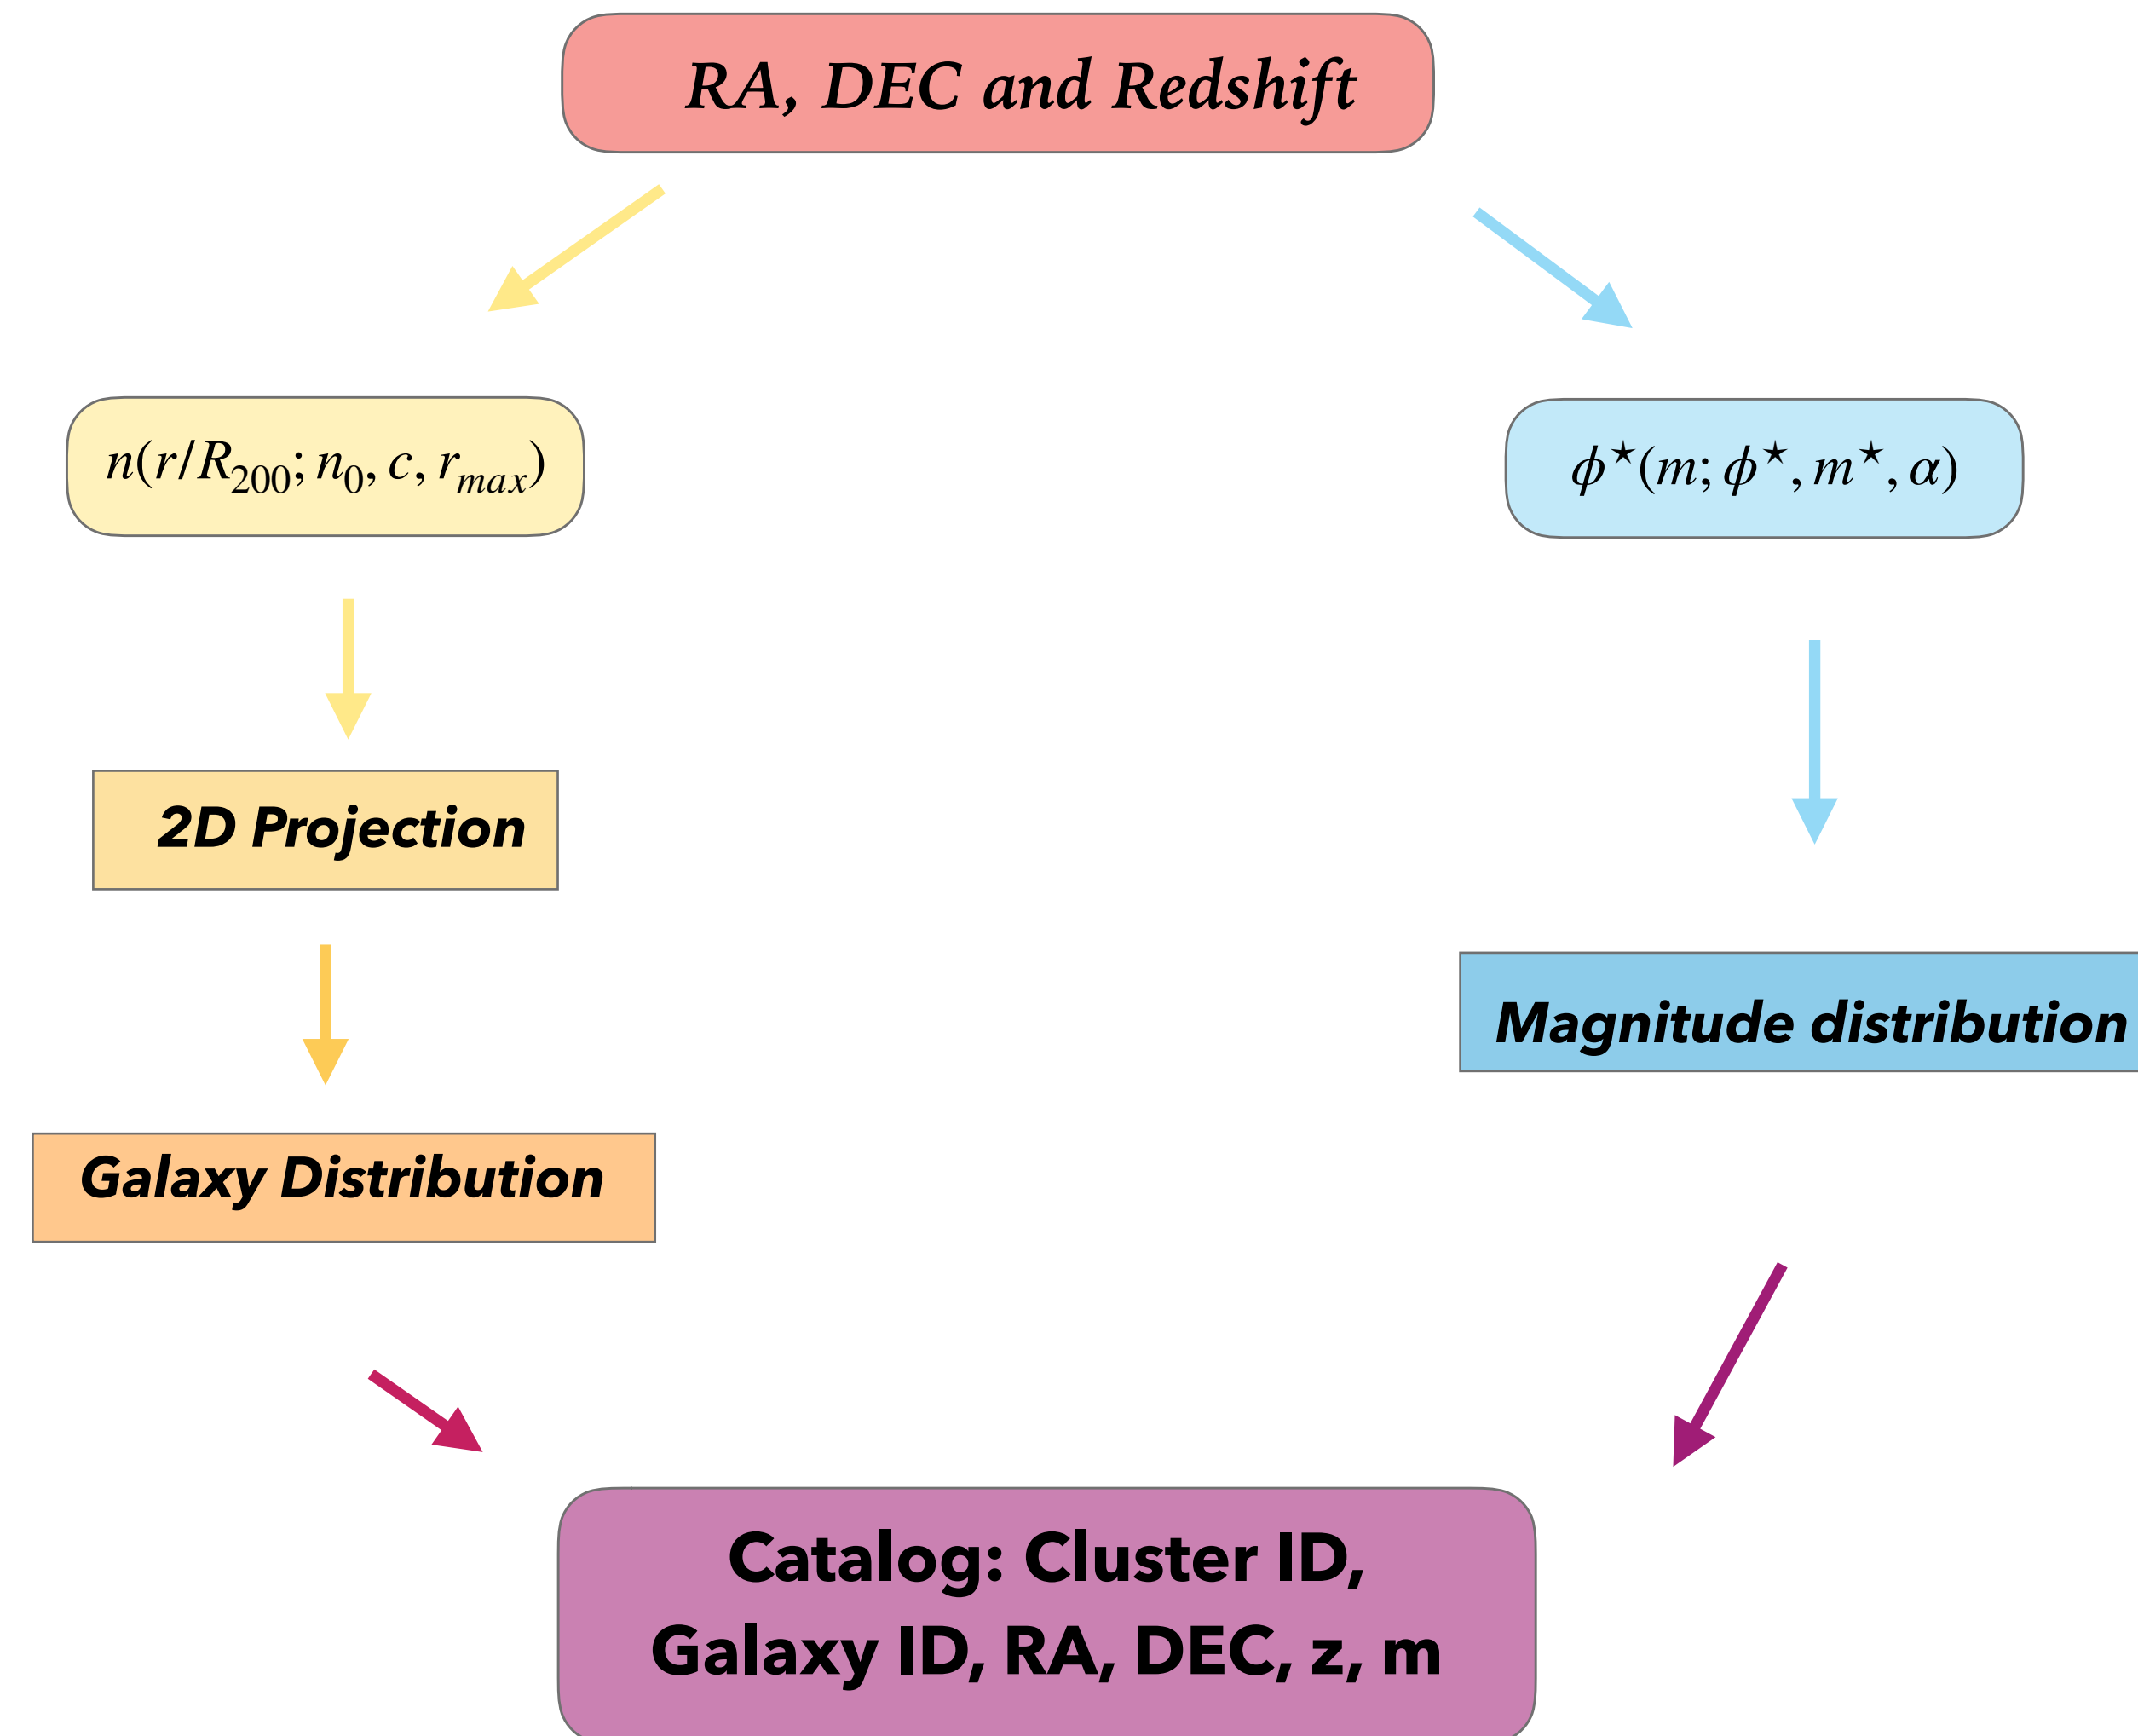 RA, DEC and Redshift
n(r/R₂₀₀; n₀, c, r_max)
ϕ★(m; ϕ★, m★, α)
2D Projection
Magnitude distribution
Galaxy Distribution
Catalog: Cluster ID,
Galaxy ID, RA, DEC, z, m